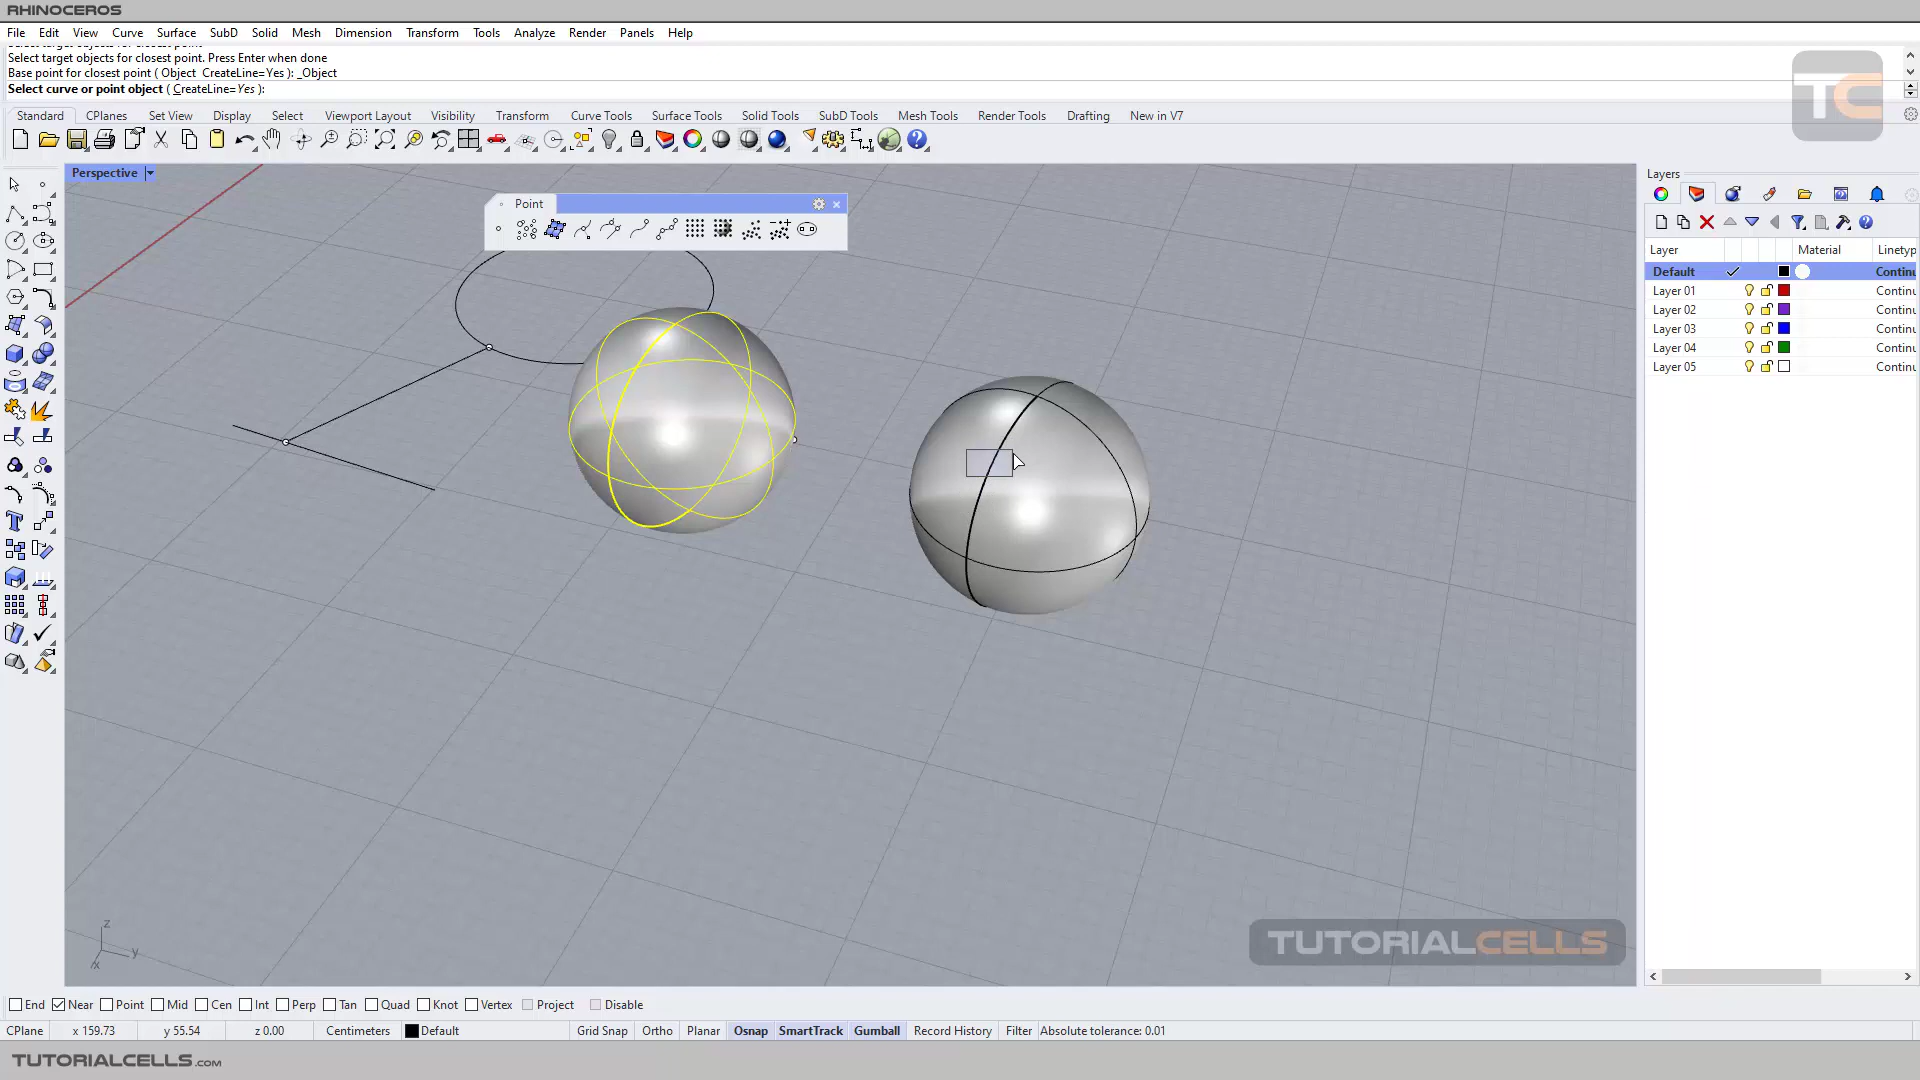 RHINOCEROS
File Edit View Curve Surface SubD Solid Mesh Dimension Transform Tools Analyze Render Panels Help
Select target objects for closest point. Press Enter when done
Base point for closest point ( Object CreateLine=Yes ): _Object
Select curve or point object ( CreateLine=Yes ):
TC
Standard CPlanes Set View Display Select Viewport Layout Visibility Transform Curve Tools Surface Tools Solid Tools SubD Tools Mesh Tools Render Tools Drafting New in V7
Perspective
Point
Layers
Layer Material Linetyp
Default Continu
Layer 01 Continu
Layer 02 Continu
Layer 03 Continu
Layer 04 Continu
Layer 05 Continu
z
y
x
TUTORIALCELLS
End Near Point Mid Cen Int Perp Tan Quad Knot Vertex Project Disable
CPlane x 159.73 y 55.54 z 0.00 Centimeters Default Grid Snap Ortho Planar Osnap SmartTrack Gumball Record History Filter Absolute tolerance: 0.01
TUTORIALCELLS.COM